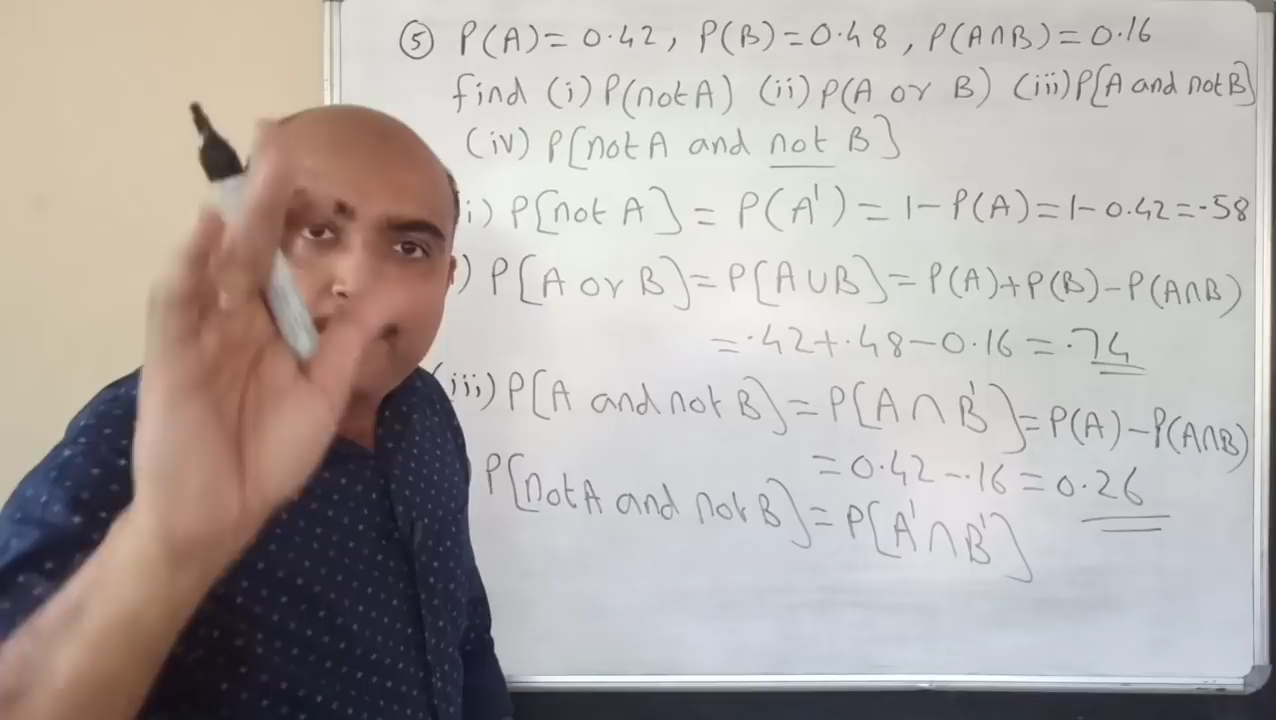 ⑤ P(A)= 0.42, P(B)=0.48, P(A∩B)=0.16
find (i) P(not A) (ii) P(A or B) (iii) P[A and not B]
(iv) P[not A and not B]
i) P[not A] = P(A') = 1-P(A)=1-0.42=.58
) P[A or B]=P[A∪B]=P(A)+P(B)-P(A∩B)
=.42+.48-0.16=.74
(iii) P[A and not B]=P[A∩B']=P(A)-P(A∩B)
=0.42-.16=0.26
P[not A and not B]=P[A'∩B']